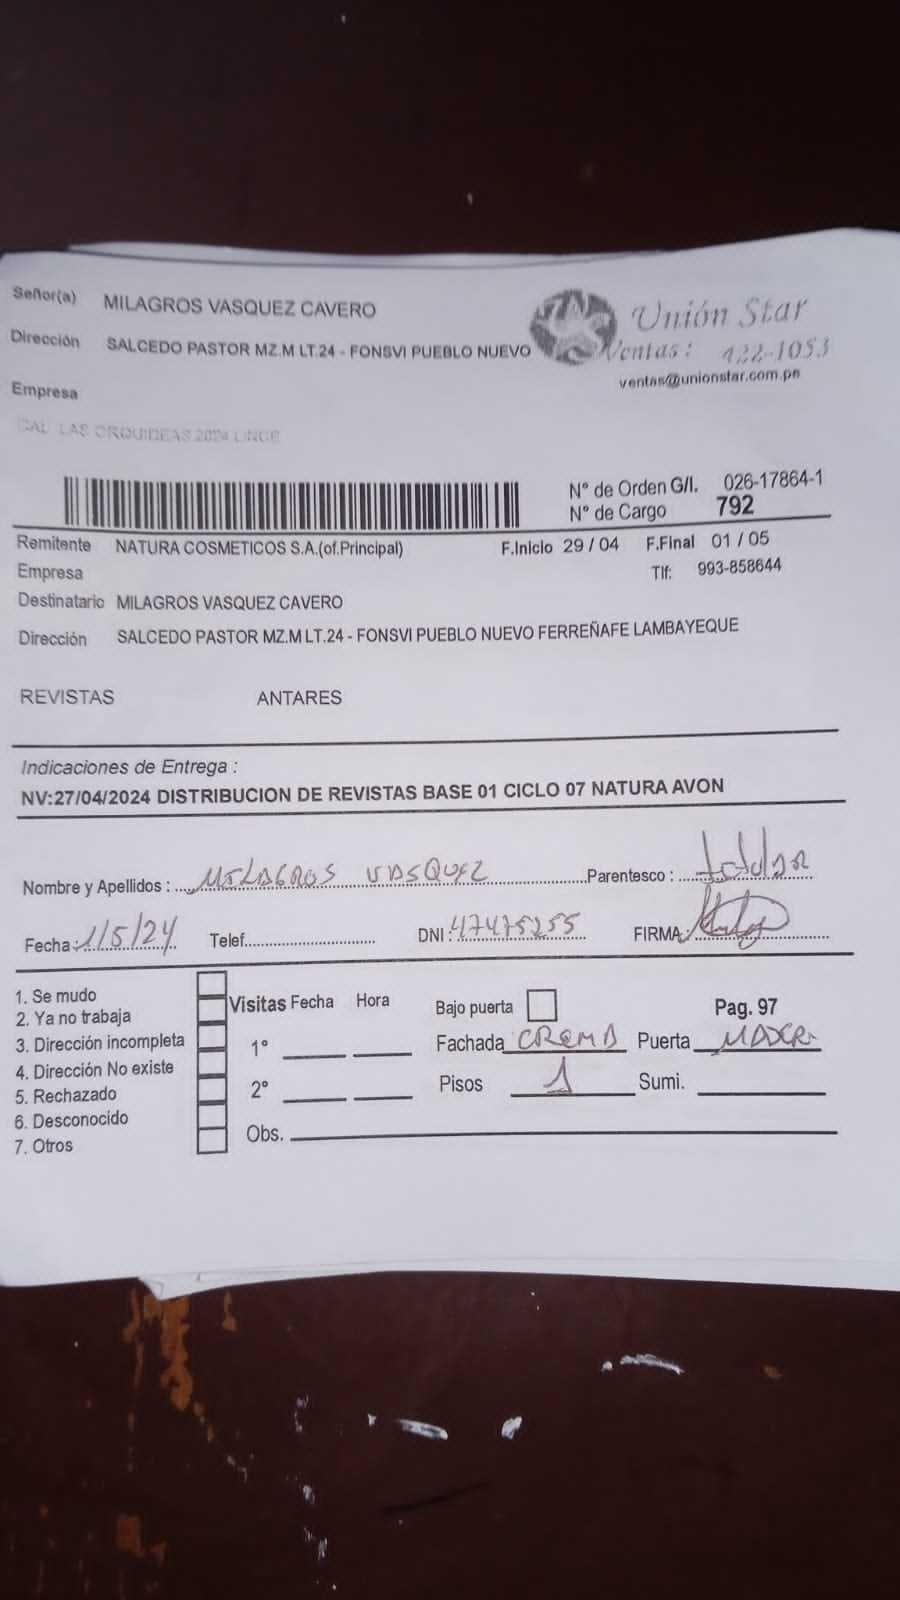 Señor(a) MILAGROS VASQUEZ CAVERO
Dirección SALCEDO PASTOR MZ.M LT.24 - FONSVI PUEBLO NUEVO
Empresa
CAL LAS ORQUIDEAS 2024 LINCE
Unión Star
Ventas: 422-1053
ventas@unionstar.com.pe
N° de Orden G/I. 026-17864-1
N° de Cargo 792
Remitente NATURA COSMETICOS S.A.(of.Principal) F.Inicio 29 / 04 F.Final 01 / 05
Empresa Tlf: 993-858644
Destinatario MILAGROS VASQUEZ CAVERO
Dirección SALCEDO PASTOR MZ.M LT.24 - FONSVI PUEBLO NUEVO FERREÑAFE LAMBAYEQUE
REVISTAS ANTARES
Indicaciones de Entrega :
NV:27/04/2024 DISTRIBUCION DE REVISTAS BASE 01 CICLO 07 NATURA AVON
Nombre y Apellidos : MILAGROS VASQUEZ Parentesco :
Fecha: 1/5/24 Telef. DNI: 47475255 FIRMA:
1. Se mudo
2. Ya no trabaja
3. Dirección incompleta
4. Dirección No existe
5. Rechazado
6. Desconocido
7. Otros
Visitas Fecha Hora
1°
2°
Obs.
Bajo puerta Pag. 97
Fachada CREMA Puerta MADER
Pisos 1 Sumi.